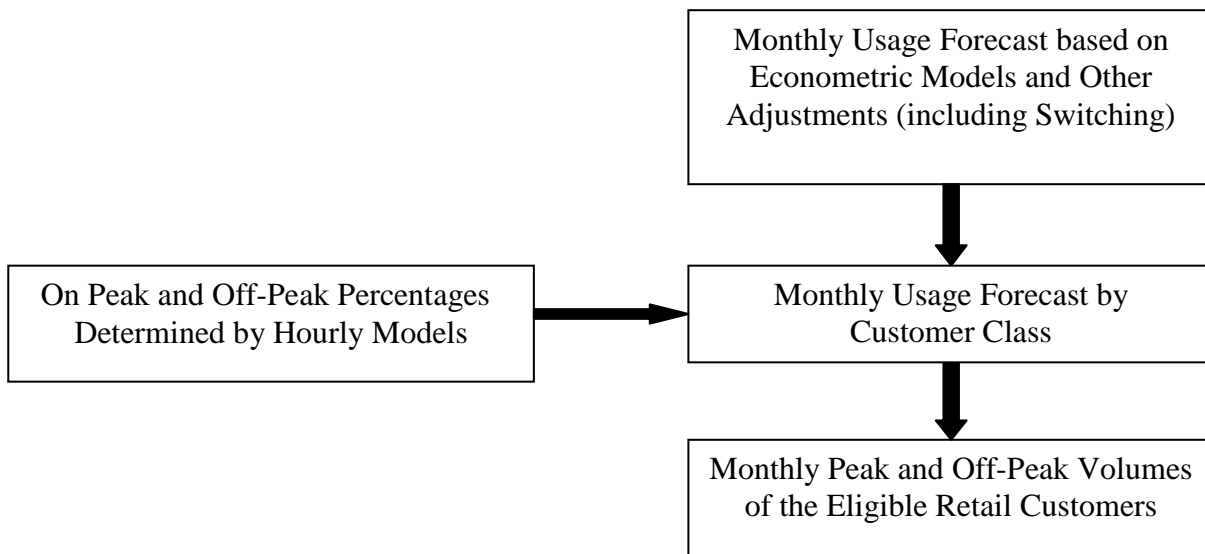 Monthly Usage Forecast based on
Econometric Models and Other
Adjustments (including Switching)
On Peak and Off-Peak Percentages
Determined by Hourly Models
Monthly Usage Forecast by
Customer Class
Monthly Peak and Off-Peak Volumes
of the Eligible Retail Customers